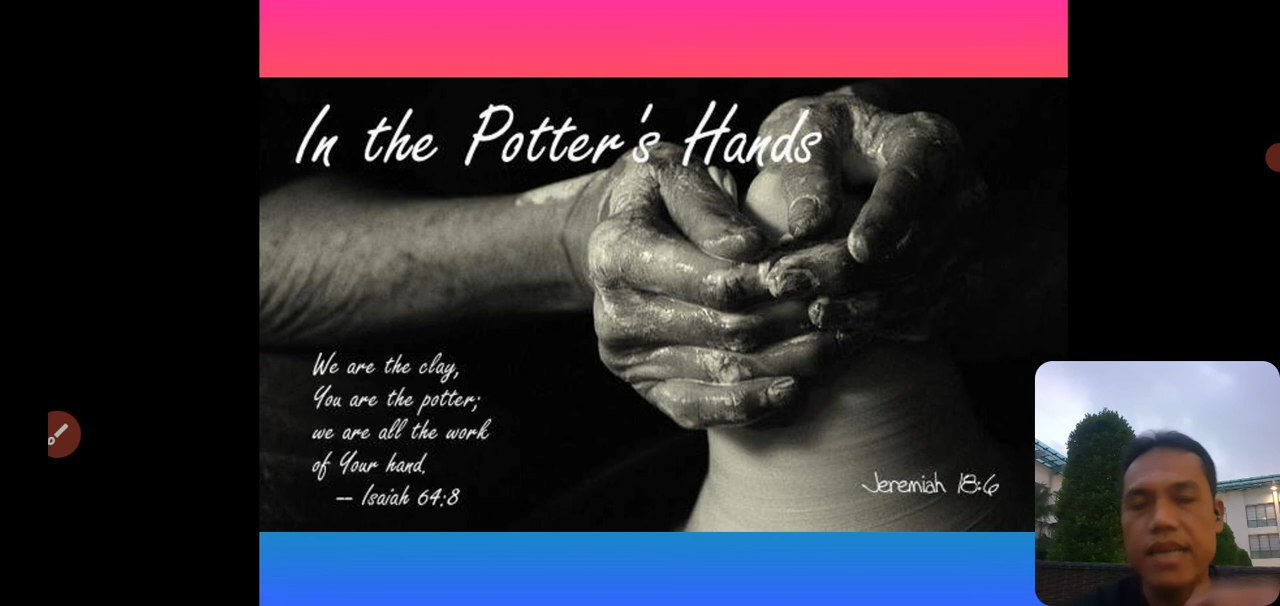 In the Potter's Hands
We are the clay,
You are the potter;
we are all the work
of Your hand.
-- Isaiah 64:8
Jeremiah 18:6